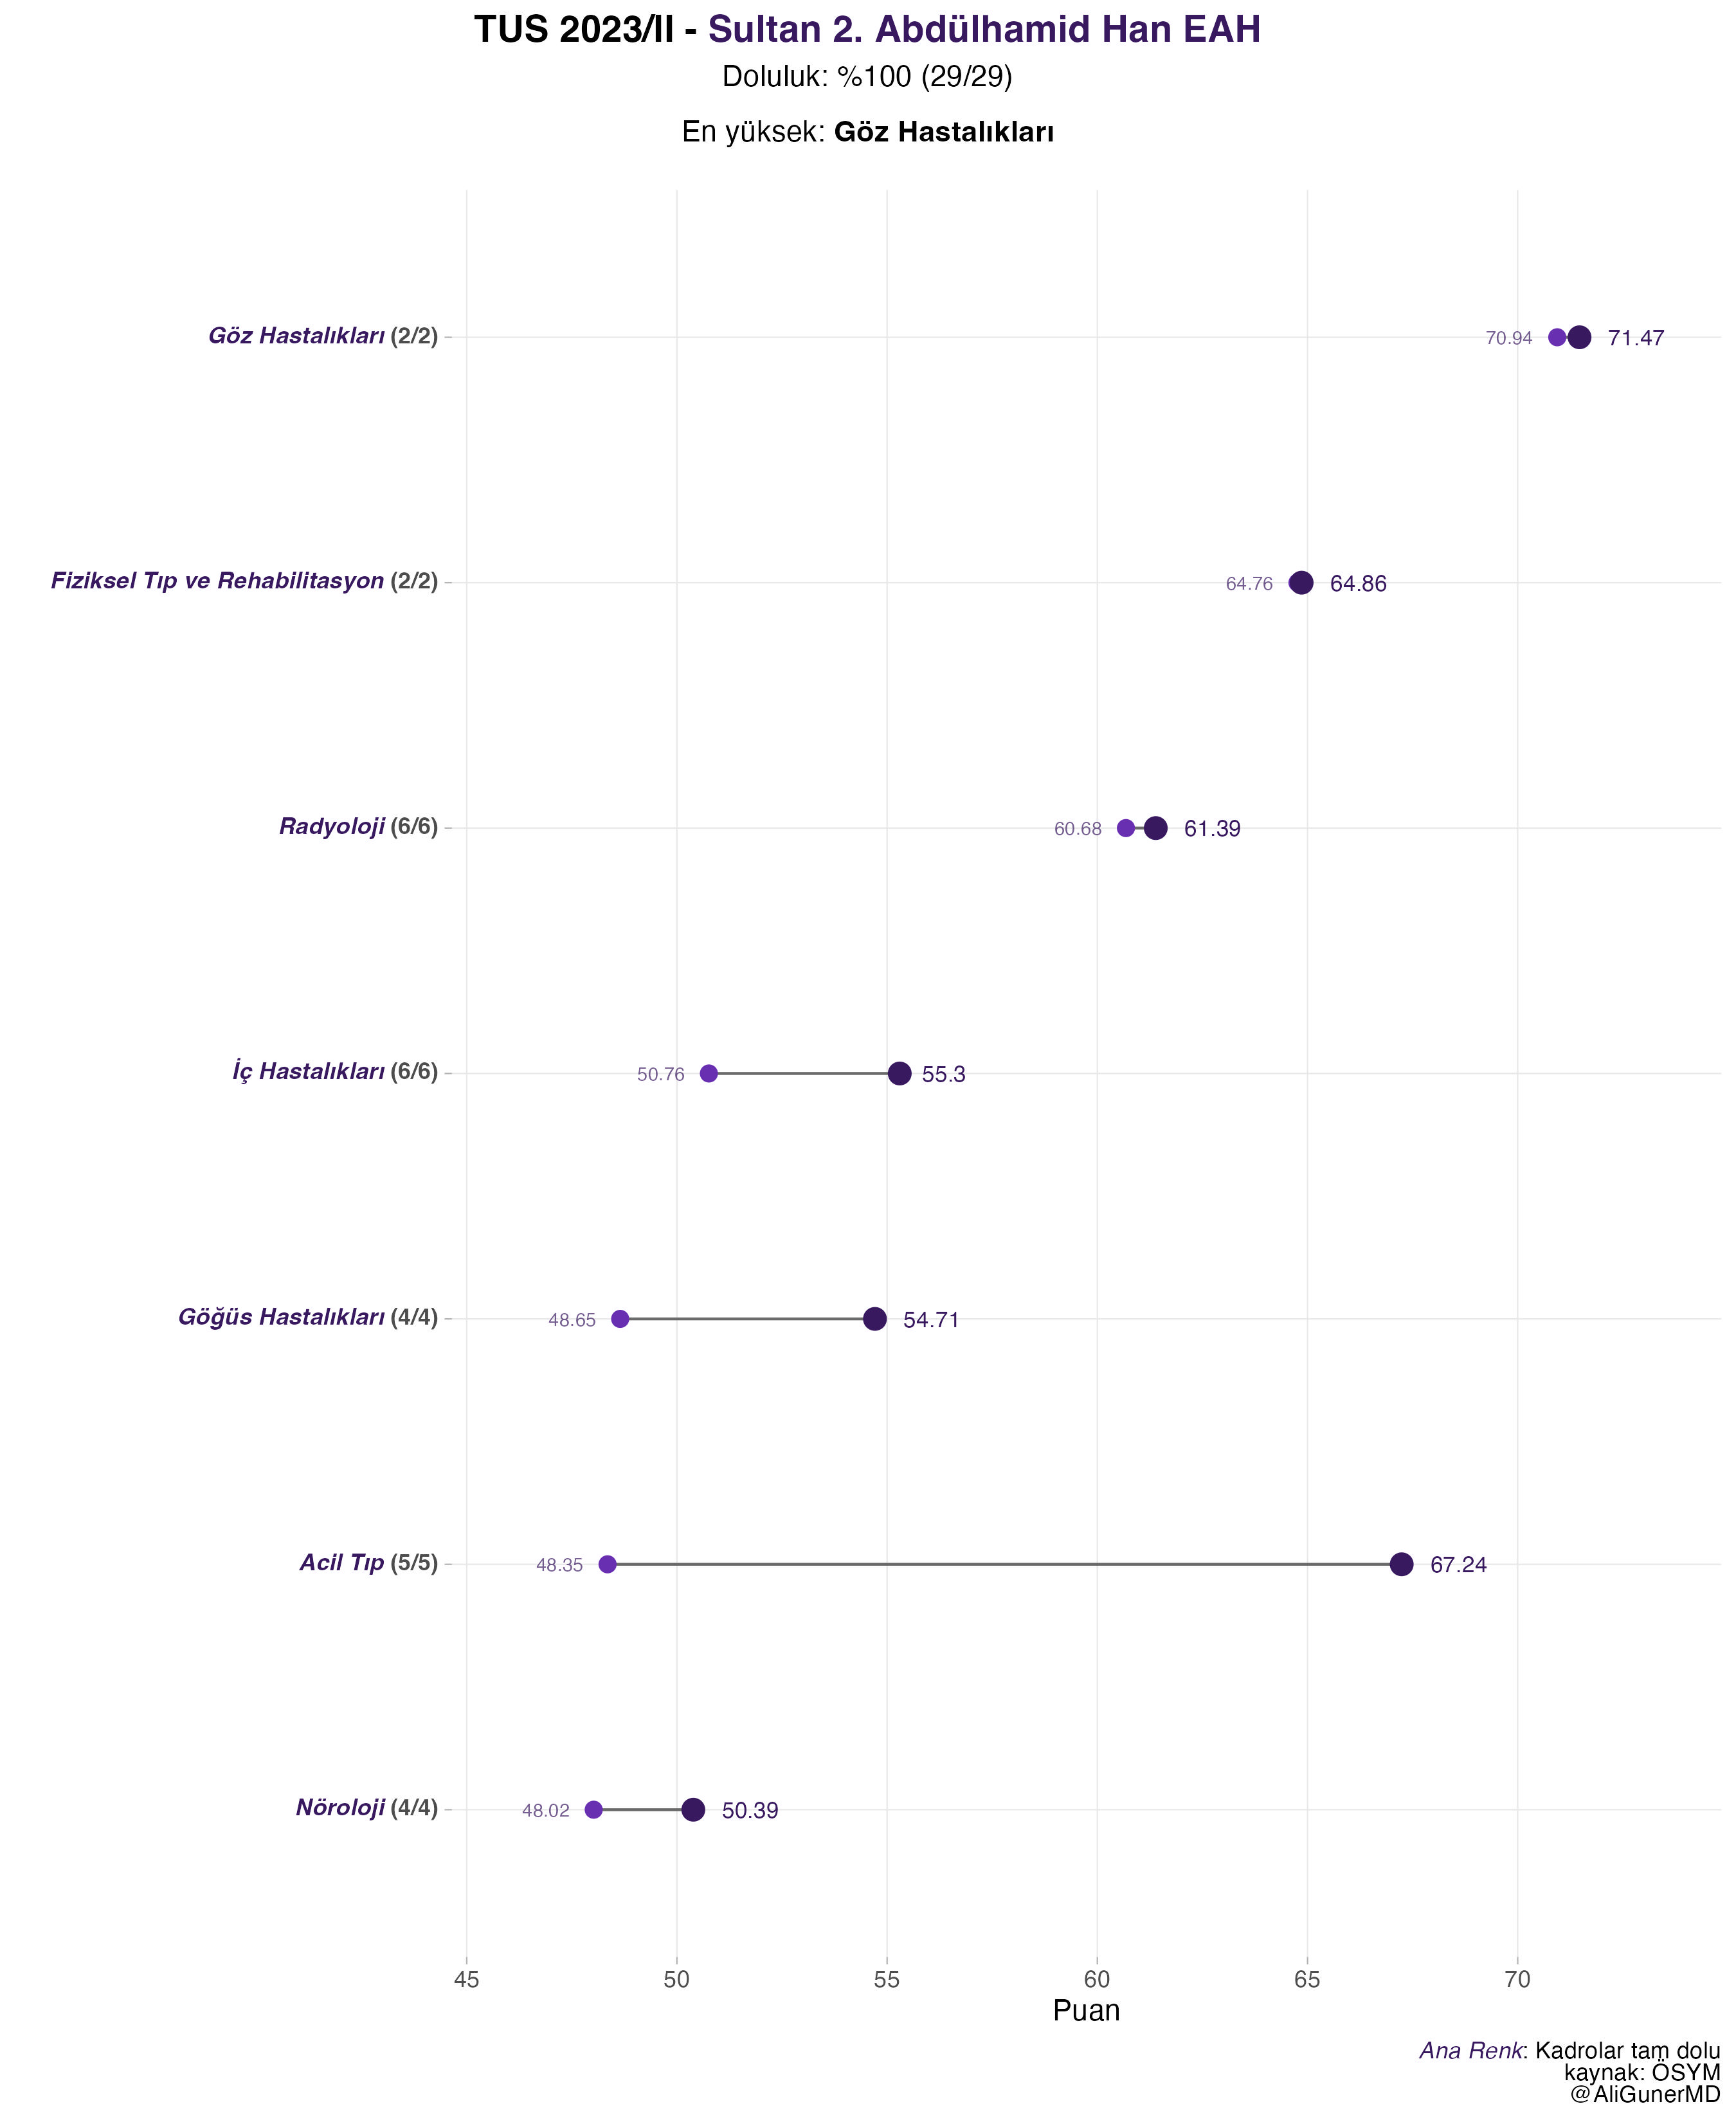 TUS 2023/II - Sultan 2. Abdülhamid Han EAH
Doluluk: %100 (29/29)
En yüksek: Göz Hastalıkları
Göz Hastalıkları (2/2) 70.94 71.47
Fiziksel Tıp ve Rehabilitasyon (2/2) 64.76 64.86
Radyoloji (6/6) 60.68 61.39
İç Hastalıkları (6/6) 50.76 55.3
Göğüs Hastalıkları (4/4) 48.65 54.71
Acil Tıp (5/5) 48.35 67.24
Nöroloji (4/4) 48.02 50.39
45 50 55 60 65 70
Puan
Ana Renk: Kadrolar tam dolu
kaynak: ÖSYM
@AliGunerMD